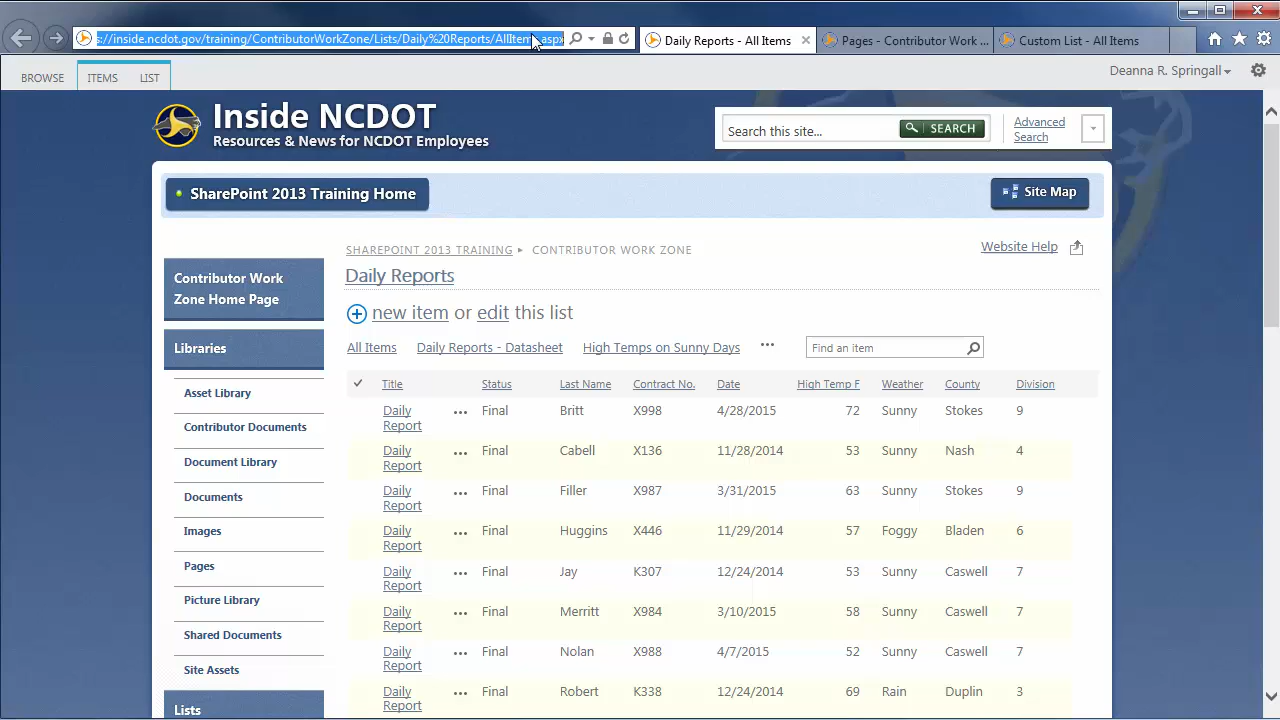 s://inside.ncdot.gov/training/ContributorWorkZone/Lists/Daily%20Reports/AllItems.aspx
Daily Reports - All Items
Pages - Contributor Work ...
Custom List - All Items
BROWSE
ITEMS
LIST
Deanna R. Springall
Inside NCDOT
Resources & News for NCDOT Employees
Search this site...
SEARCH
Advanced
Search
SharePoint 2013 Training Home
Site Map
SHAREPOINT 2013 TRAINING
CONTRIBUTOR WORK ZONE
Website Help
Daily Reports
new item or edit this list
All Items
Daily Reports - Datasheet
High Temps on Sunny Days
...
Find an item
Title Status Last Name Contract No. Date High Temp F Weather County Division
Daily
Report ... Final Britt X998 4/28/2015 72 Sunny Stokes 9
Daily
Report ... Final Cabell X136 11/28/2014 53 Sunny Nash 4
Daily
Report ... Final Filler X987 3/31/2015 63 Sunny Stokes 9
Daily
Report ... Final Huggins X446 11/29/2014 57 Foggy Bladen 6
Daily
Report ... Final Jay K307 12/24/2014 53 Sunny Caswell 7
Daily
Report ... Final Merritt X984 3/10/2015 58 Sunny Caswell 7
Daily
Report ... Final Nolan X988 4/7/2015 52 Sunny Caswell 7
Daily
Report ... Final Robert K338 12/24/2014 69 Rain Duplin 3
Contributor Work
Zone Home Page
Libraries
Asset Library
Contributor Documents
Document Library
Documents
Images
Pages
Picture Library
Shared Documents
Site Assets
Lists